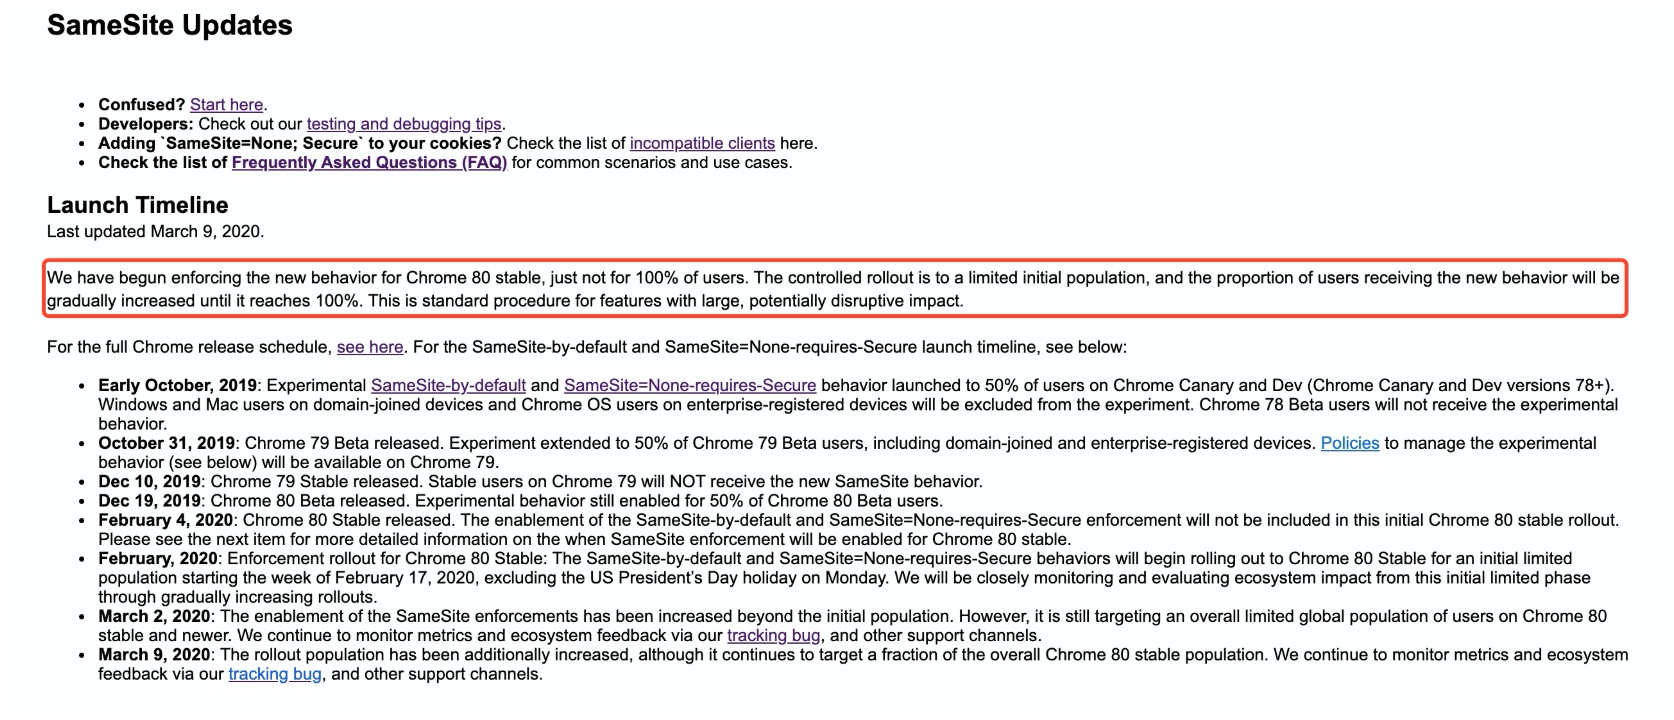 SameSite Updates
Confused? Start here.
Developers: Check out our testing and debugging tips.
Adding `SameSite=None; Secure` to your cookies? Check the list of incompatible clients here.
Check the list of Frequently Asked Questions (FAQ) for common scenarios and use cases.
Launch Timeline
Last updated March 9, 2020.
We have begun enforcing the new behavior for Chrome 80 stable, just not for 100% of users. The controlled rollout is to a limited initial population, and the proportion of users receiving the new behavior will be
gradually increased until it reaches 100%. This is standard procedure for features with large, potentially disruptive impact.
For the full Chrome release schedule, see here. For the SameSite-by-default and SameSite=None-requires-Secure launch timeline, see below:
Early October, 2019: Experimental SameSite-by-default and SameSite=None-requires-Secure behavior launched to 50% of users on Chrome Canary and Dev (Chrome Canary and Dev versions 78+).
Windows and Mac users on domain-joined devices and Chrome OS users on enterprise-registered devices will be excluded from the experiment. Chrome 78 Beta users will not receive the experimental
behavior.
October 31, 2019: Chrome 79 Beta released. Experiment extended to 50% of Chrome 79 Beta users, including domain-joined and enterprise-registered devices. Policies to manage the experimental
behavior (see below) will be available on Chrome 79.
Dec 10, 2019: Chrome 79 Stable released. Stable users on Chrome 79 will NOT receive the new SameSite behavior.
Dec 19, 2019: Chrome 80 Beta released. Experimental behavior still enabled for 50% of Chrome 80 Beta users.
February 4, 2020: Chrome 80 Stable released. The enablement of the SameSite-by-default and SameSite=None-requires-Secure enforcement will not be included in this initial Chrome 80 stable rollout.
Please see the next item for more detailed information on the when SameSite enforcement will be enabled for Chrome 80 stable.
February, 2020: Enforcement rollout for Chrome 80 Stable: The SameSite-by-default and SameSite=None-requires-Secure behaviors will begin rolling out to Chrome 80 Stable for an initial limited
population starting the week of February 17, 2020, excluding the US President's Day holiday on Monday. We will be closely monitoring and evaluating ecosystem impact from this initial limited phase
through gradually increasing rollouts.
March 2, 2020: The enablement of the SameSite enforcements has been increased beyond the initial population. However, it is still targeting an overall limited global population of users on Chrome 80
stable and newer. We continue to monitor metrics and ecosystem feedback via our tracking bug, and other support channels.
March 9, 2020: The rollout population has been additionally increased, although it continues to target a fraction of the overall Chrome 80 stable population. We continue to monitor metrics and ecosystem
feedback via our tracking bug, and other support channels.